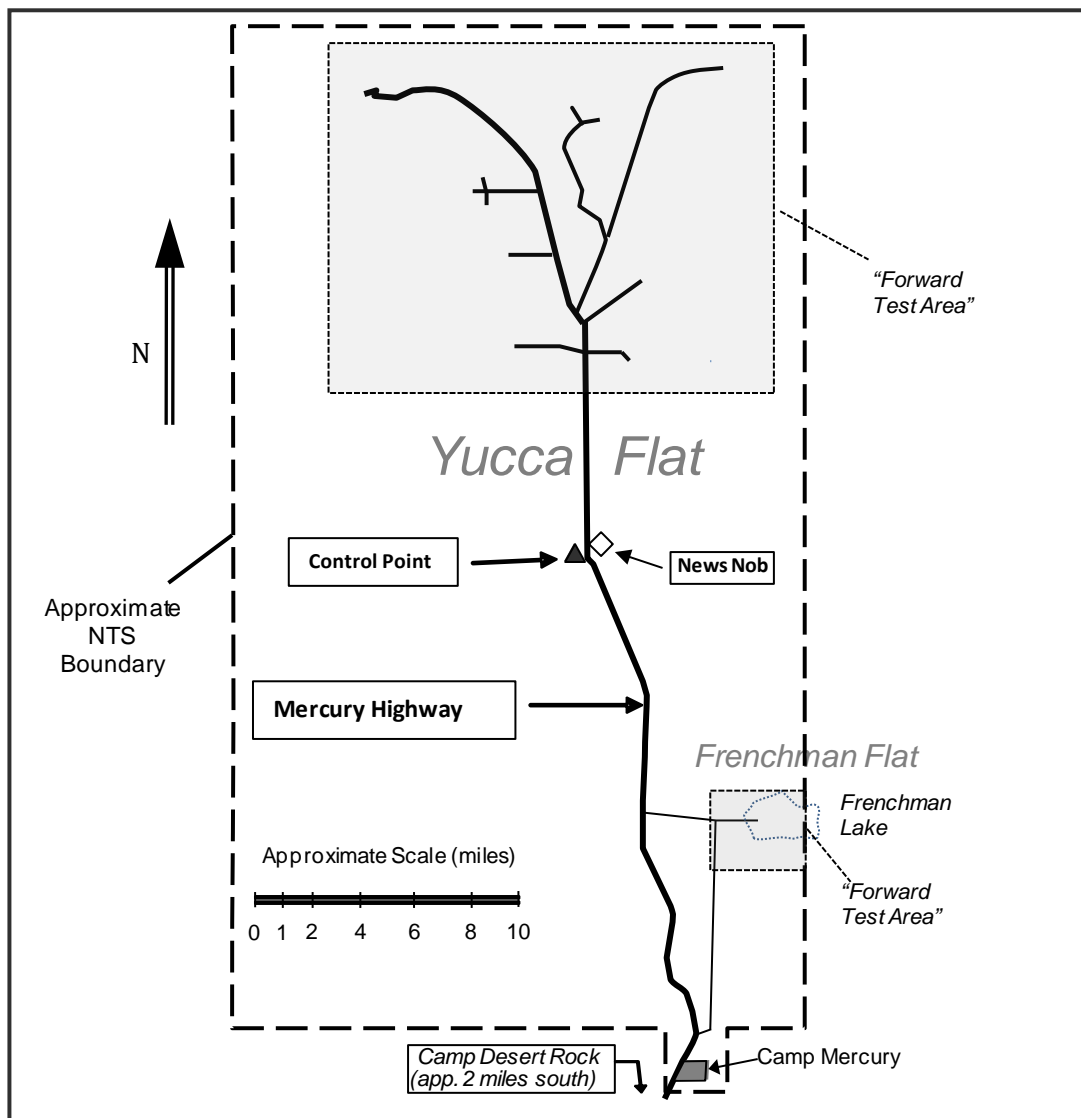 “Forward
Test Area”
N
Yucca Flat
Control Point
News Nob
Approximate
NTS
Boundary
Mercury Highway
Frenchman Flat
Frenchman
Lake
Approximate Scale (miles)
“Forward
Test Area”
0 1 2 4 6 8 10
Camp Desert Rock
(app. 2 miles south)
Camp Mercury